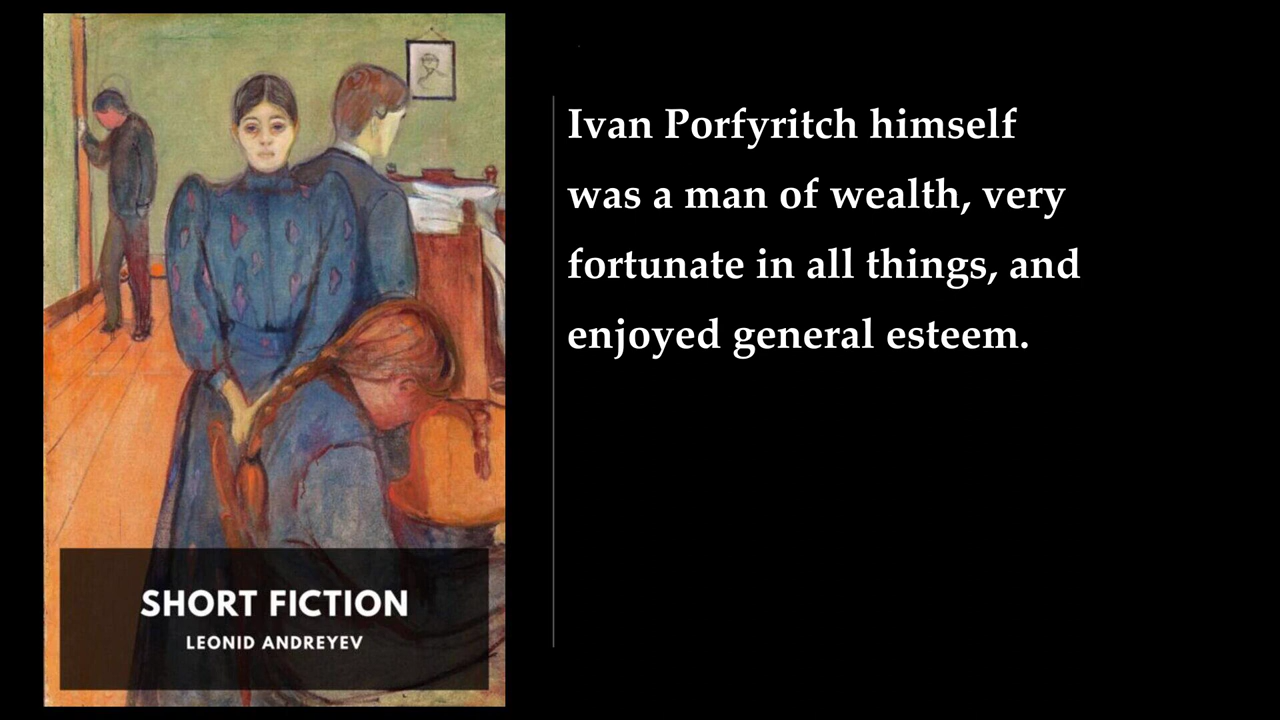 Ivan Porfyritch himself
was a man of wealth, very
fortunate in all things, and
enjoyed general esteem.
SHORT FICTION
LEONID ANDREYEV